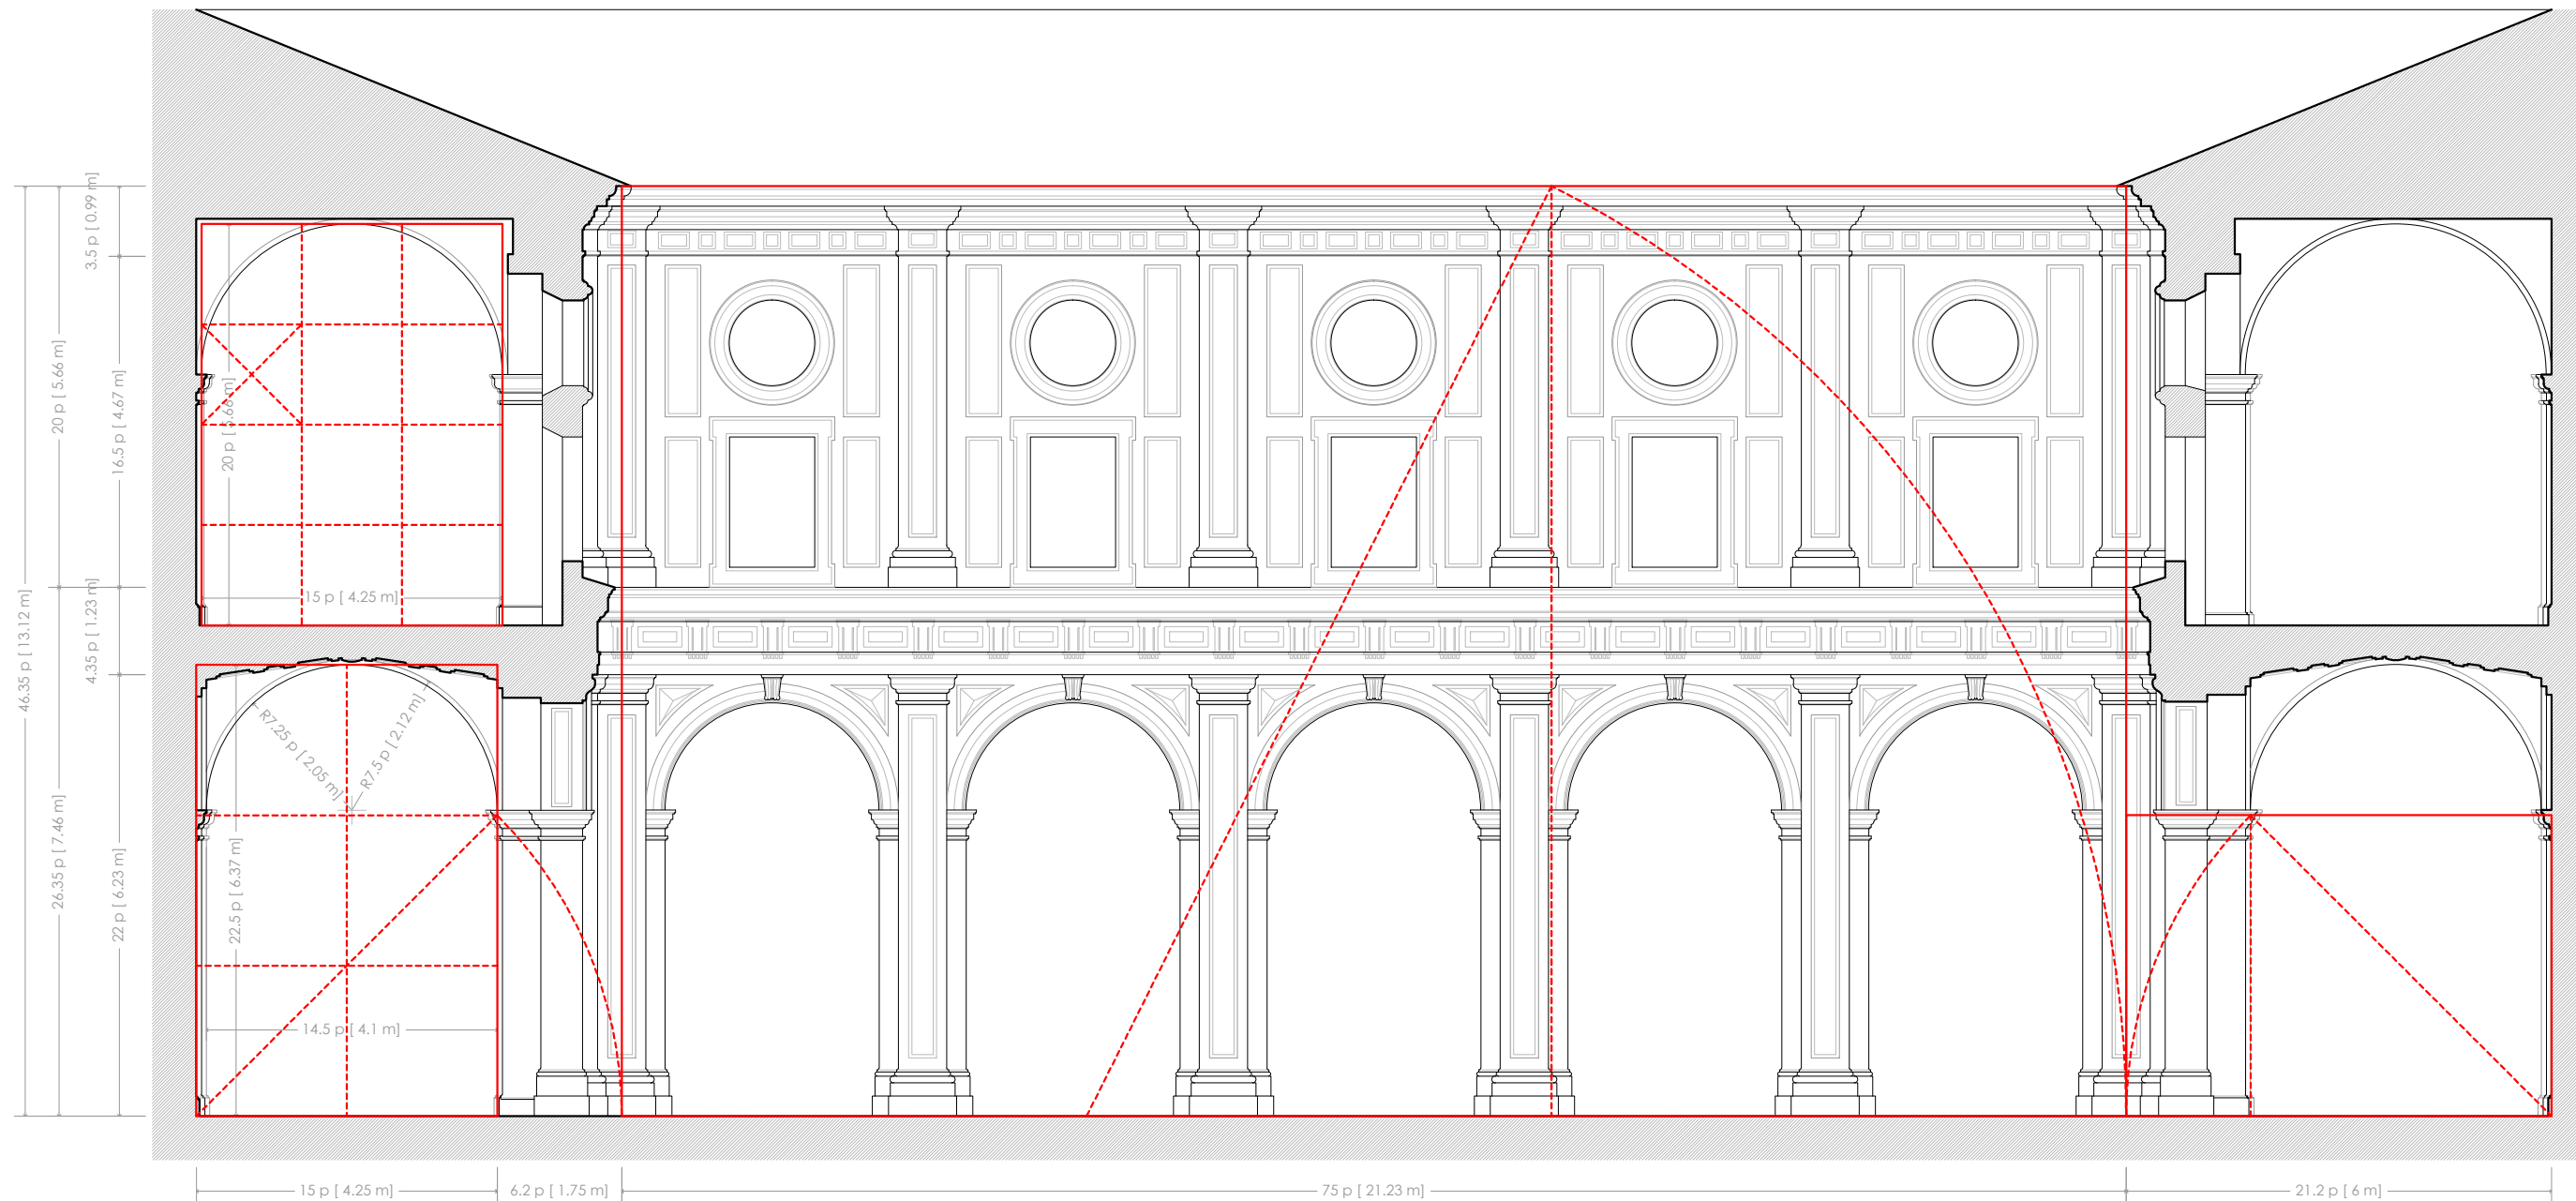 3.5 p [ 0.99 m]
20 p [ 5.66 m]
16.5 p [ 4.67 m]
20 p [ 5.66 m]
15 p [ 4.25 m]
46.35 p [ 13.12 m]
4.35 p [ 1.23 m]
R7.25 p [ 2.05 m]
R7.5 p [ 2.12 m]
26.35 p [ 7.46 m]
22 p [ 6.23 m]
22.5 p [ 6.37 m]
14.5 p [ 4.1 m]
15 p [ 4.25 m]
6.2 p [ 1.75 m]
75 p [ 21.23 m]
21.2 p [ 6 m]